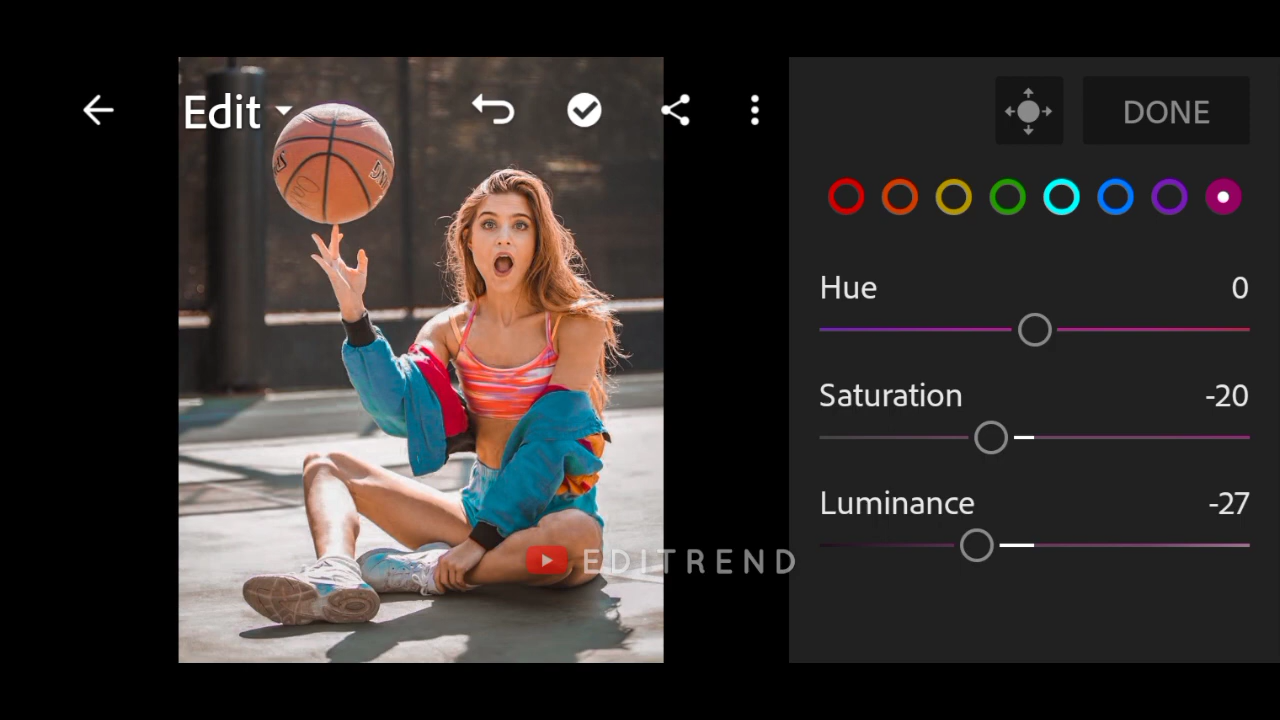 Edit
DONE
Hue 0
Saturation -20
Luminance -27
EDITREND